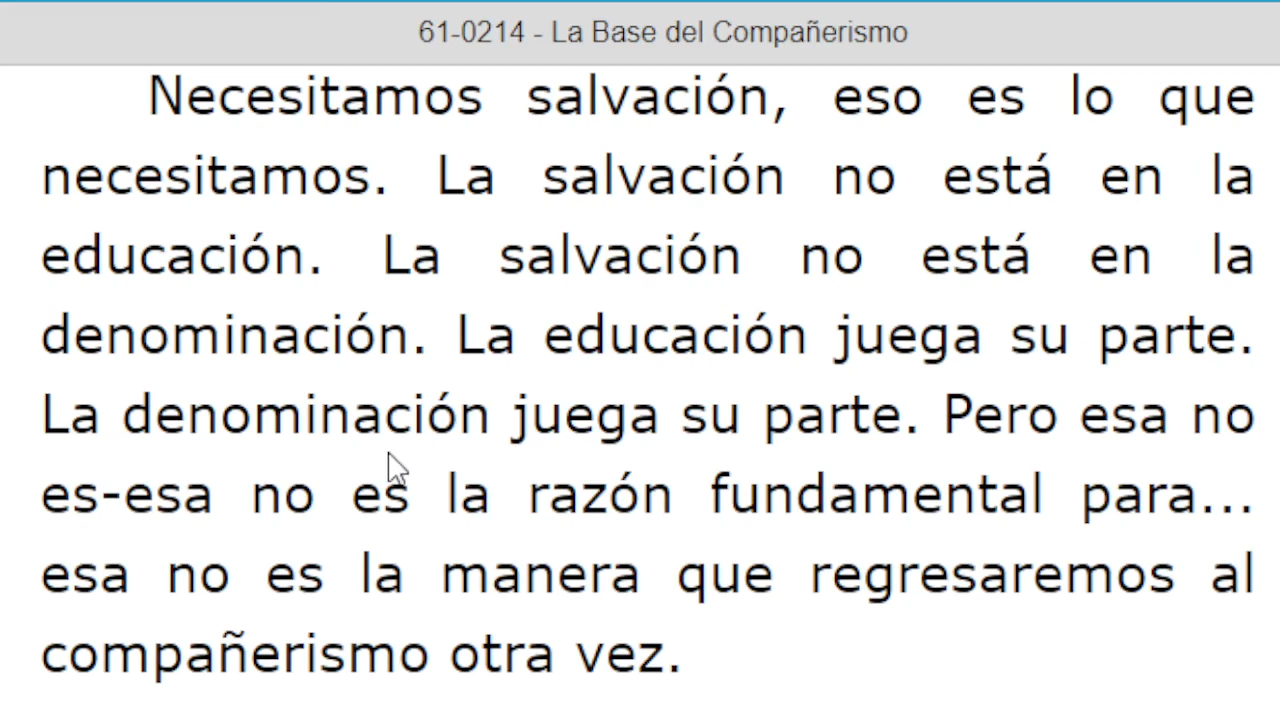 61-0214 - La Base del Compañerismo
Necesitamos salvación, eso es lo que
necesitamos. La salvación no está en la
educación. La salvación no está en la
denominación. La educación juega su parte.
La denominación juega su parte. Pero esa no
es-esa no es la razón fundamental para...
esa no es la manera que regresaremos al
compañerismo otra vez.